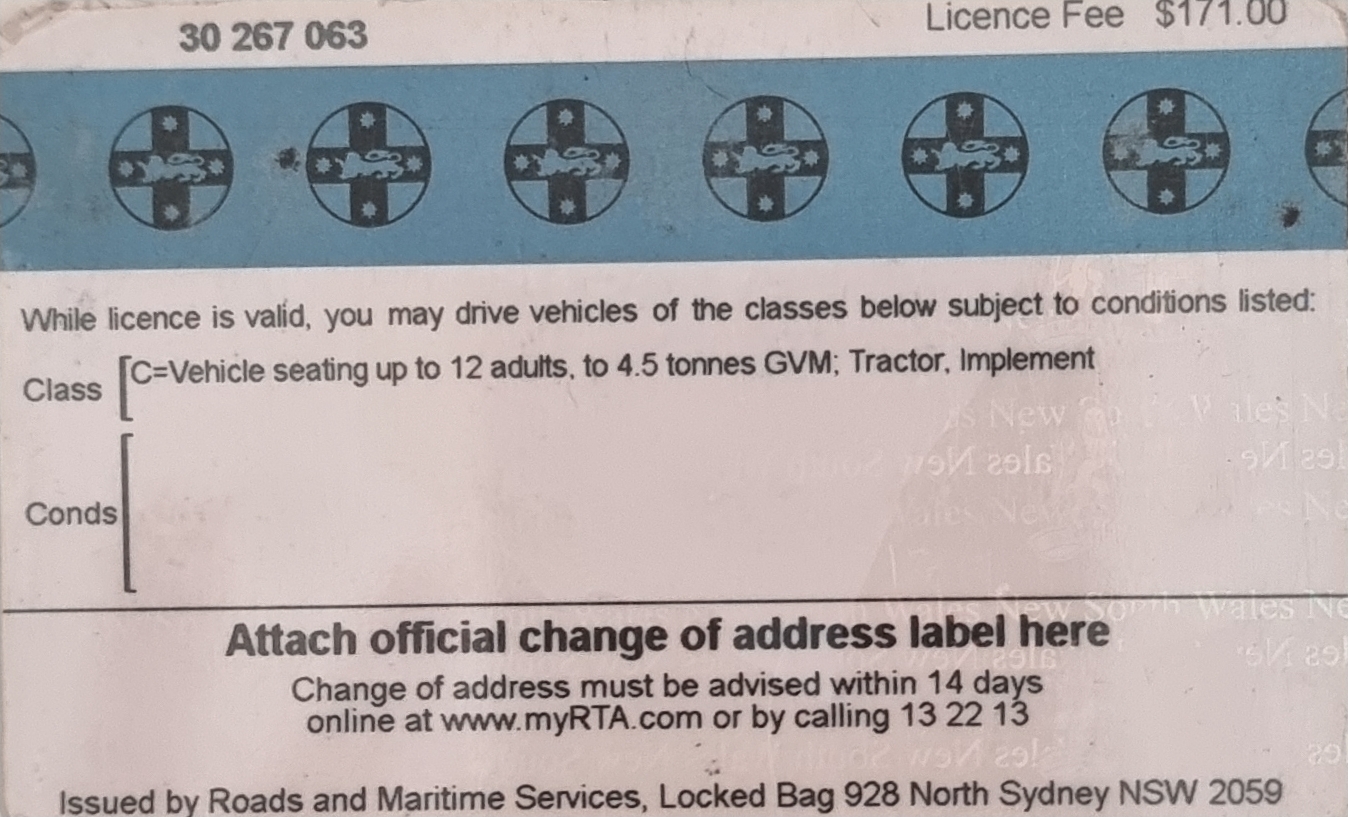 30 267 063
Licence Fee $171.00
While licence is valid, you may drive vehicles of the classes below subject to conditions listed:
Class [C=Vehicle seating up to 12 adults, to 4.5 tonnes GVM; Tractor, Implement
Conds [
Attach official change of address label here
Change of address must be advised within 14 days
online at www.myRTA.com or by calling 13 22 13
Issued by Roads and Maritime Services, Locked Bag 928 North Sydney NSW 2059